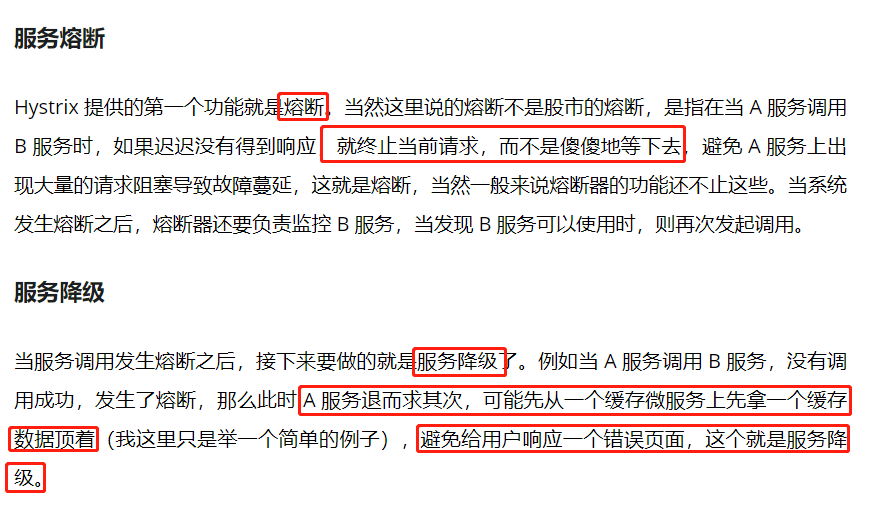 服务熔断
Hystrix 提供的第一个功能就是熔断。当然这里说的熔断不是股市的熔断，是指在当 A 服务调用
B 服务时，如果迟迟没有得到响应 就终止当前请求，而不是傻傻地等下去，避免 A 服务上出
现大量的请求阻塞导致故障蔓延，这就是熔断，当然一般来说熔断器的功能还不止这些。当系统
发生熔断之后，熔断器还要负责监控 B 服务，当发现 B 服务可以使用时，则再次发起调用。
服务降级
当服务调用发生熔断之后，接下来要做的就是服务降级了。例如当 A 服务调用 B 服务，没有调
用成功，发生了熔断，那么此时 A 服务退而求其次，可能先从一个缓存微服务上先拿一个缓存
数据顶着（我这里只是举一个简单的例子），避免给用户响应一个错误页面，这个就是服务降
级。